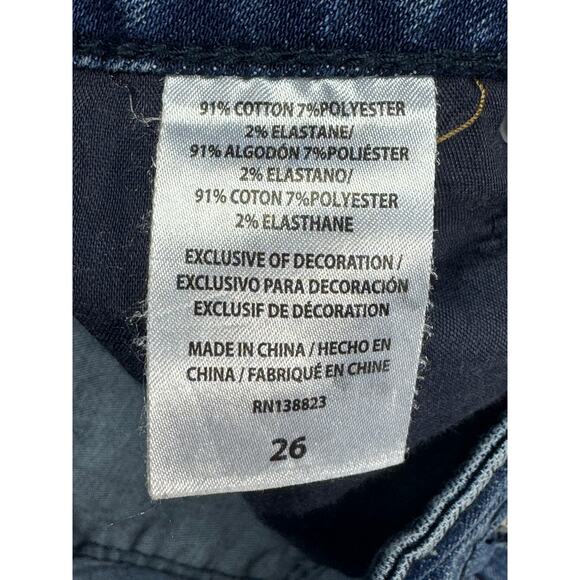 91% COTTON 7%POLYESTER
2% ELASTANE/
91% ALGODÓN 7%POLIÉSTER
2% ELASTANO/
91% COTON 7%POLYESTER
2% ELASTHANE
EXCLUSIVE OF DECORATION /
EXCLUSIVO PARA DECORACIÓN
EXCLUSIF DE DÉCORATION
MADE IN CHINA / HECHO EN
CHINA / FABRIQUÉ EN CHINE
RN138823
26